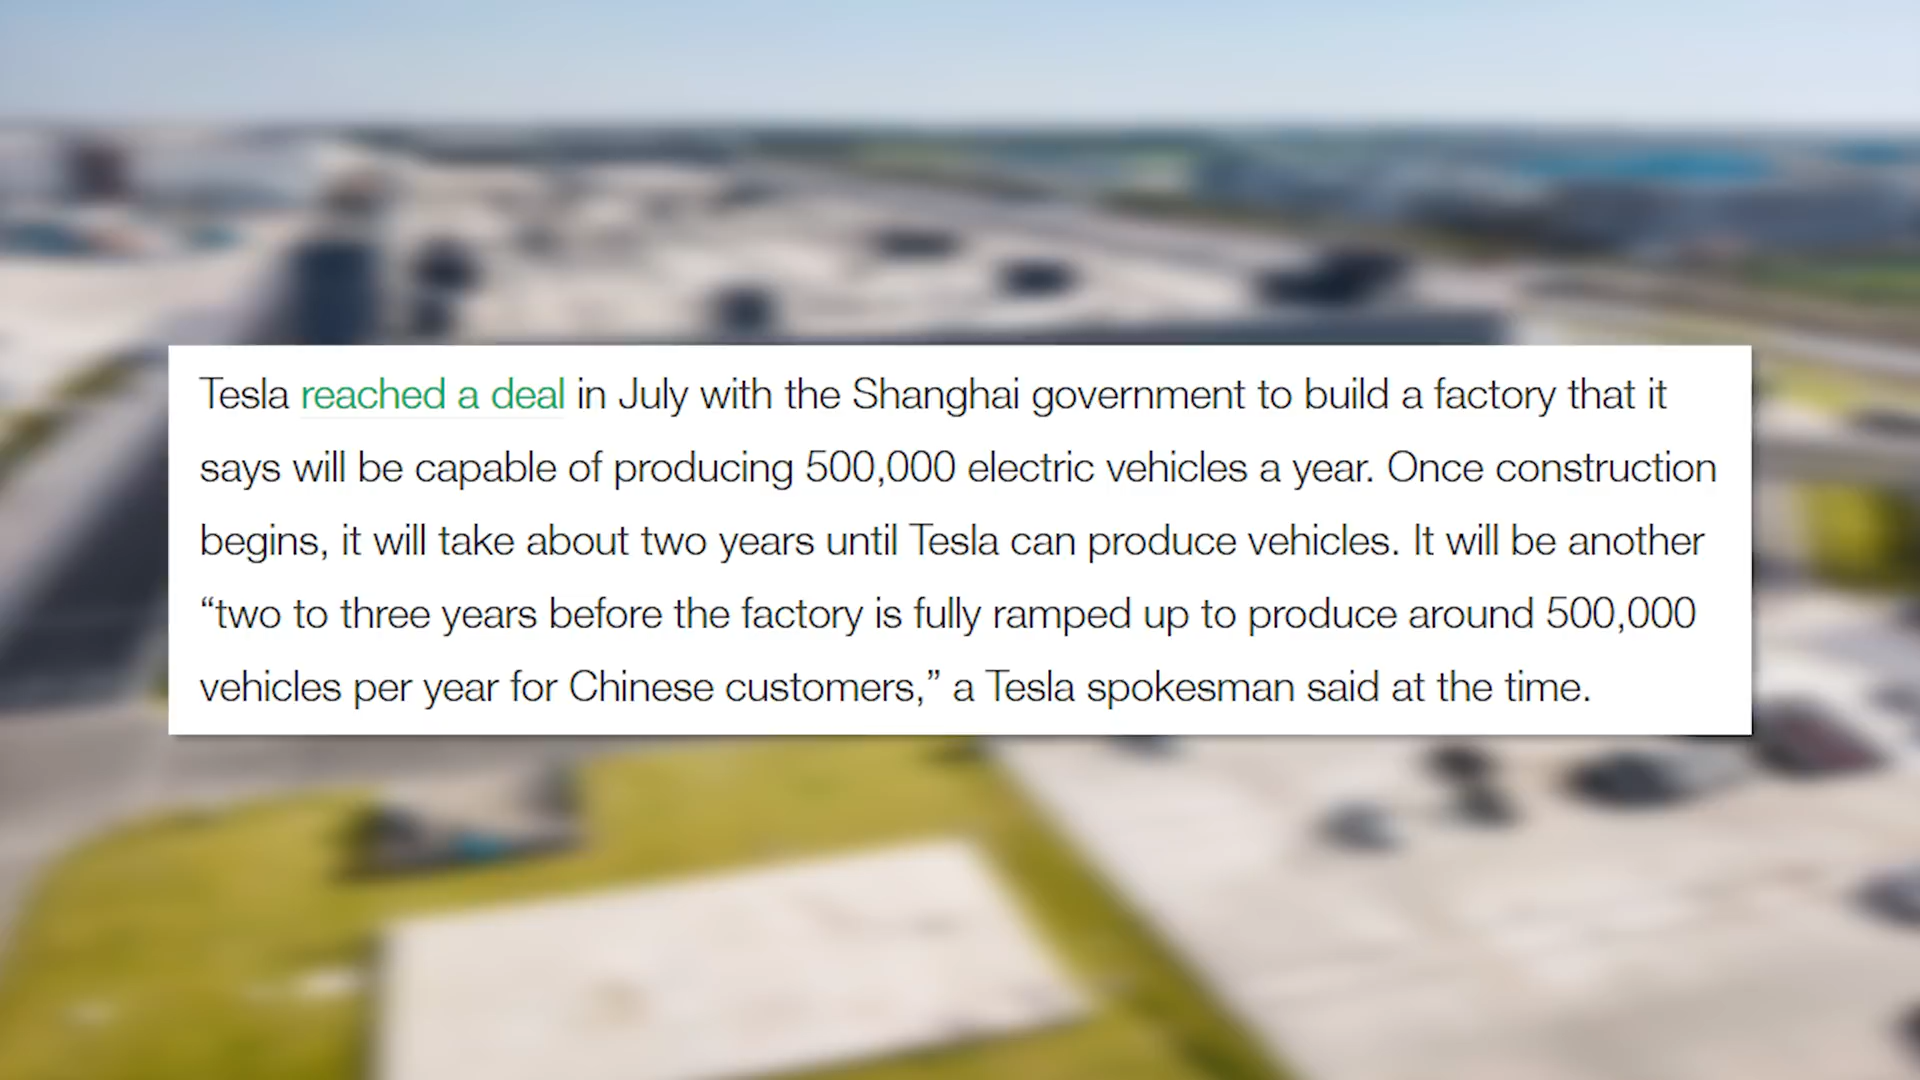 Tesla reached a deal in July with the Shanghai government to build a factory that it
says will be capable of producing 500,000 electric vehicles a year. Once construction
begins, it will take about two years until Tesla can produce vehicles. It will be another
“two to three years before the factory is fully ramped up to produce around 500,000
vehicles per year for Chinese customers,” a Tesla spokesman said at the time.